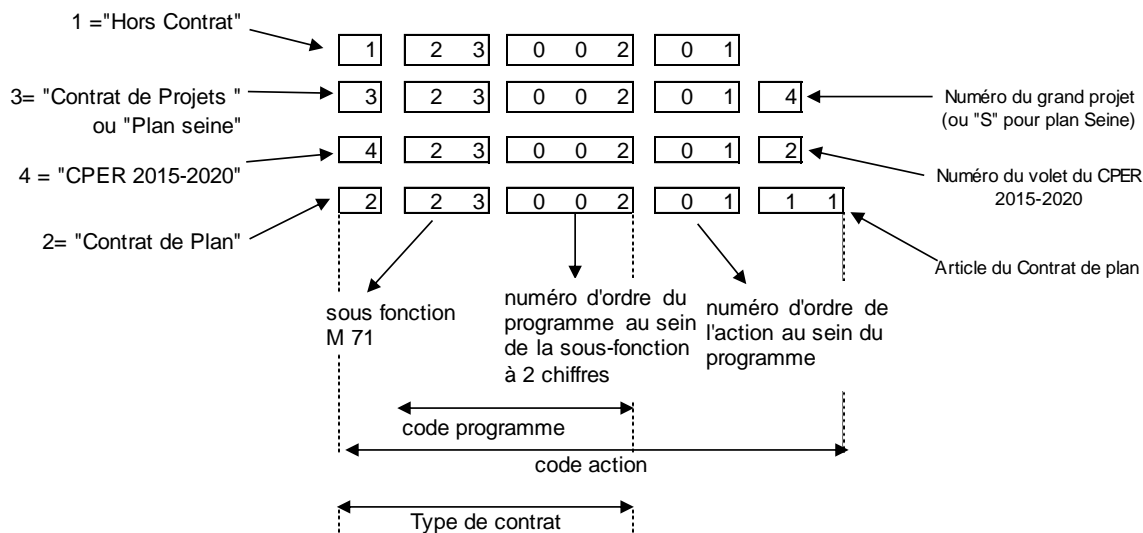 1 ="Hors Contrat"
1 2 3 0 0 2 0 1
3= "Contrat de Projets "
ou "Plan seine"
3 2 3 0 0 2 0 1 4
Numéro du grand projet
(ou "S" pour plan Seine)
4 = "CPER 2015-2020"
4 2 3 0 0 2 0 1 2
Numéro du volet du CPER
2015-2020
2= "Contrat de Plan"
2 2 3 0 0 2 0 1 1 1
Article du Contrat de plan
sous fonction
M 71
numéro d'ordre du
programme au sein
de la sous-fonction
à 2 chiffres
numéro d'ordre de
l'action au sein du
programme
code programme
code action
Type de contrat